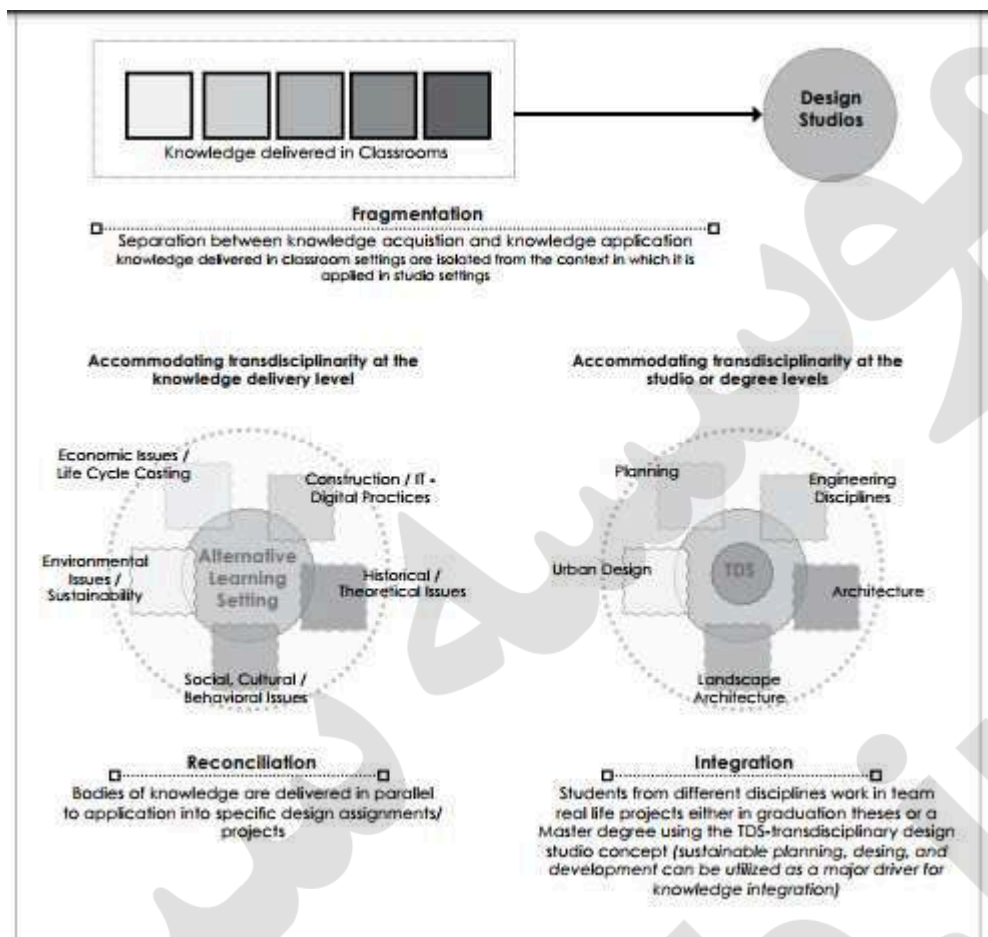 Knowledge delivered in Classrooms
Design
Studios
Fragmentation
Separation between knowledge acquistion and knowledge application
knowledge delivered in classroom settings are isolated from the context in which it is
applied in studio settings
Accommodating transdisciplinarity at the
knowledge delivery level
Economic Issues /
Life Cycle Costing
Construction / IT -
Digital Practices
Environmental
Issues /
Sustainability
Alternative
Learning
Setting
Historical /
Theoretical Issues
Social, Cultural /
Behavioral Issues
Reconciliation
Bodies of knowledge are delivered in parallel
to application into specific design assignments/
projects
Accommodating transdisciplinarity at the
studio or degree levels
Planning
Engineering
Disciplines
Urban Design
TDS
Architecture
Landscape
Architecture
Integration
Students from different disciplines work in team
real life projects either in graduation theses or a
Master degree using the TDS-transdisciplinary design
studio concept (sustainable planning, desing, and
development can be utilized as a major driver for
knowledge integration)